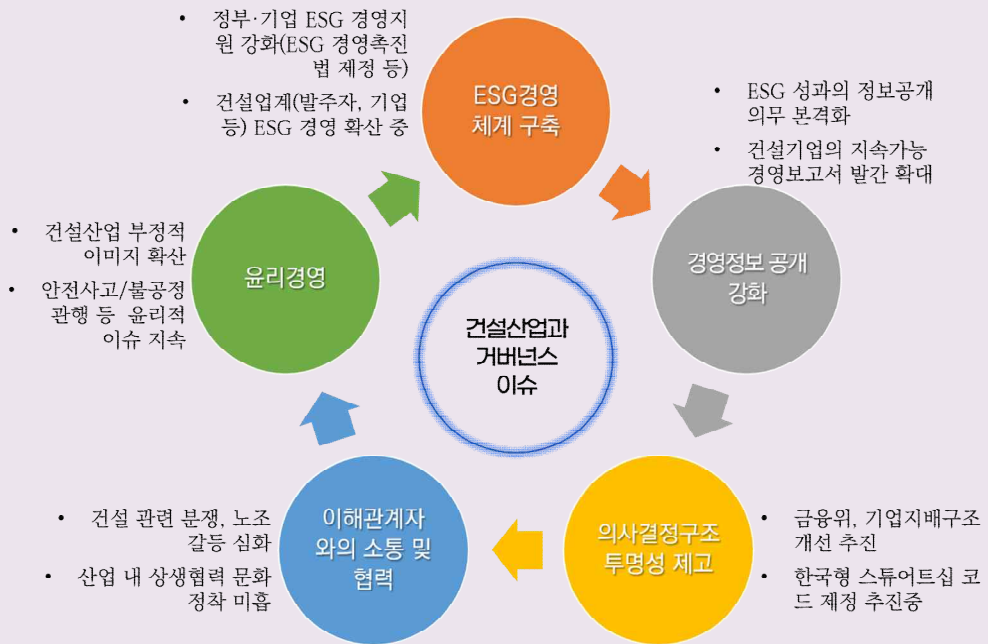 • 정부·기업 ESG 경영지
원 강화(ESG 경영촉진
법 제정 등)
• 건설업계(발주자, 기업
등) ESG 경영 확산 중
ESG경영
체계 구축
• ESG 성과의 정보공개
의무 본격화
• 건설기업의 지속가능
경영보고서 발간 확대
경영정보 공개
강화
• 금융위, 기업지배구조
개선 추진
• 한국형 스튜어트십 코
드 제정 추진중
의사결정구조
투명성 제고
• 건설 관련 분쟁, 노조
갈등 심화
• 산업 내 상생협력 문화
정착 미흡
이해관계자
와의 소통 및
협력
• 건설산업 부정적
이미지 확산
• 안전사고/불공정
관행 등 윤리적
이슈 지속
윤리경영
건설산업과
거버넌스
이슈